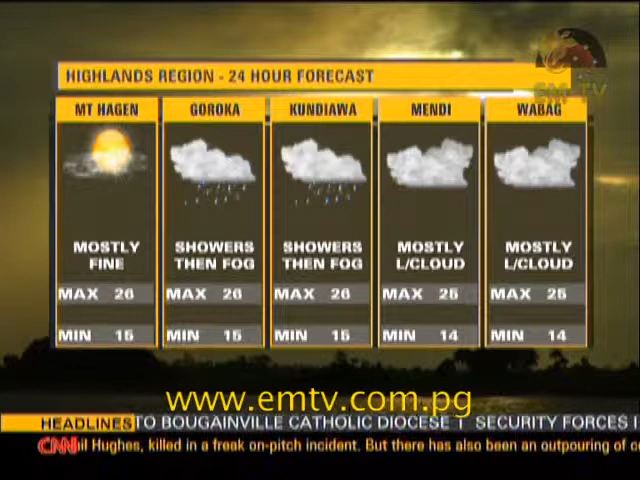 EM-TV
HIGHLANDS REGION - 24 HOUR FORECAST
MT HAGEN
MOSTLY
FINE
MAX 26
MIN 15
GOROKA
SHOWERS
THEN FOG
MAX 26
MIN 15
KUNDIAWA
SHOWERS
THEN FOG
MAX 26
MIN 15
MENDI
MOSTLY
L/CLOUD
MAX 25
MIN 14
WABAG
MOSTLY
L/CLOUD
MAX 25
MIN 14
www.emtv.com.pg
HEADLINES TO BOUGAINVILLE CATHOLIC DIOCESE SECURITY FORCES
CNN il Hughes, killed in a freak on-pitch incident. But there has also been an outpouring of